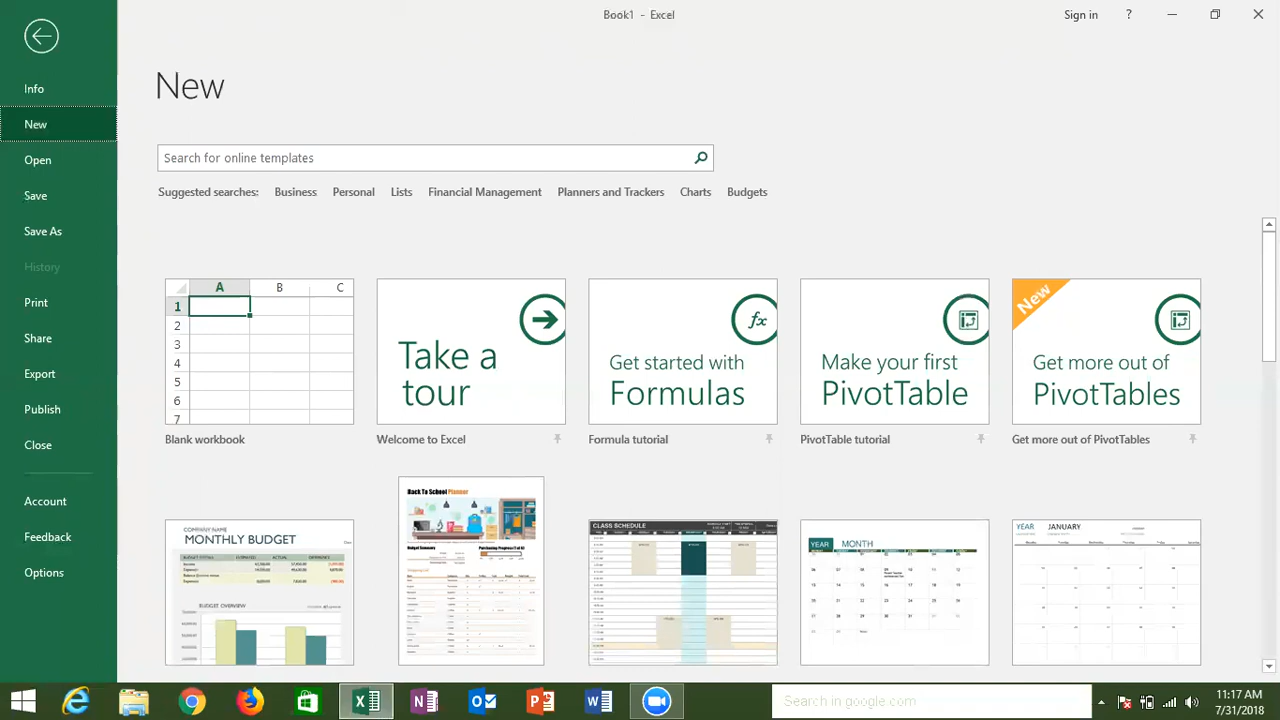 Book1 - Excel
Sign in
?
Info
New
Open
Save
Save As
History
Print
Share
Export
Publish
Close
Account
Feedback
Options
New
Search for online templates
Suggested searches: Business Personal Lists Financial Management Planners and Trackers Charts Budgets
A B C
1
2
3
4
5
6
7
Blank workbook
Take a
tour
Welcome to Excel
fx
Get started with
Formulas
Formula tutorial
Make your first
PivotTable
PivotTable tutorial
New
Get more out of
PivotTables
Get more out of PivotTables
COMPANY NAME
MONTHLY BUDGET
BUDGET OVERVIEW
Back To School Planner
Budget Summary
CLASS SCHEDULE
YEAR MONTH
YEAR JANUARY
Search in google.com
11:17 AM
7/31/2018